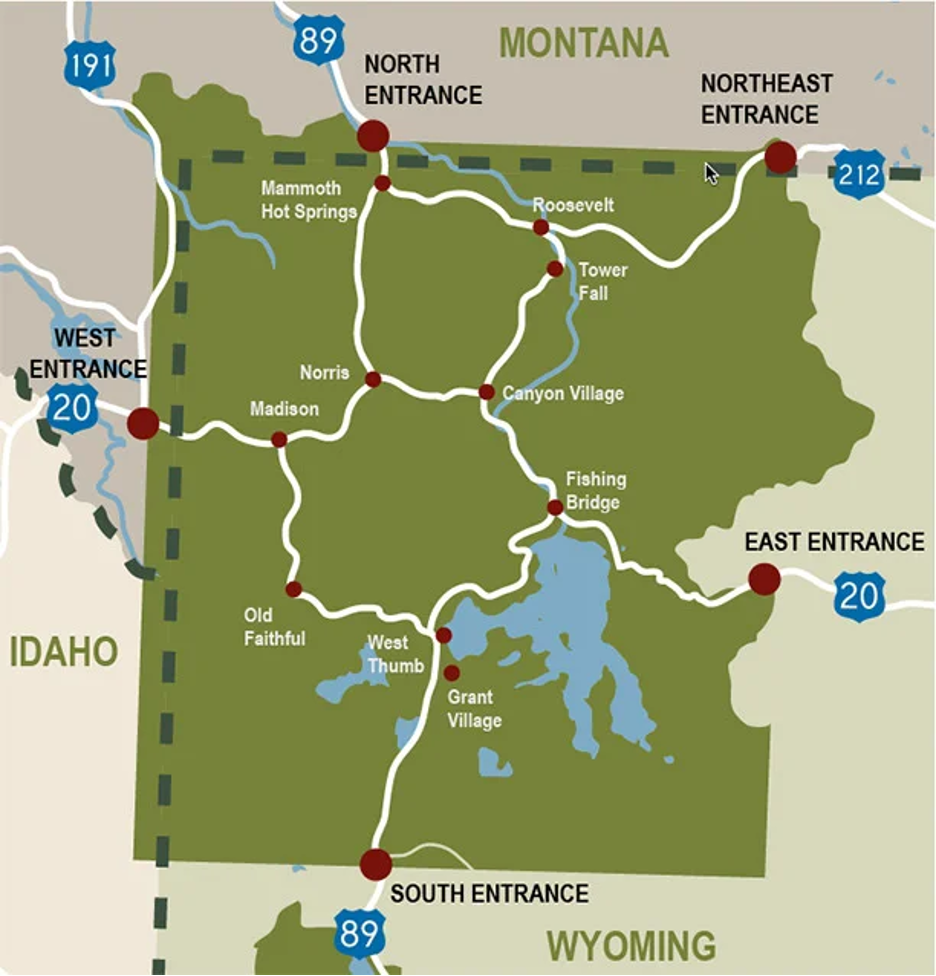 89
MONTANA
191
NORTH
ENTRANCE
NORTHEAST
ENTRANCE
212
Mammoth
Hot Springs
Roosevelt
Tower
Fall
WEST
ENTRANCE
20
Norris
Canyon Village
Madison
Fishing
Bridge
EAST ENTRANCE
20
Old
Faithful
West
Thumb
IDAHO
Grant
Village
SOUTH ENTRANCE
89
WYOMING